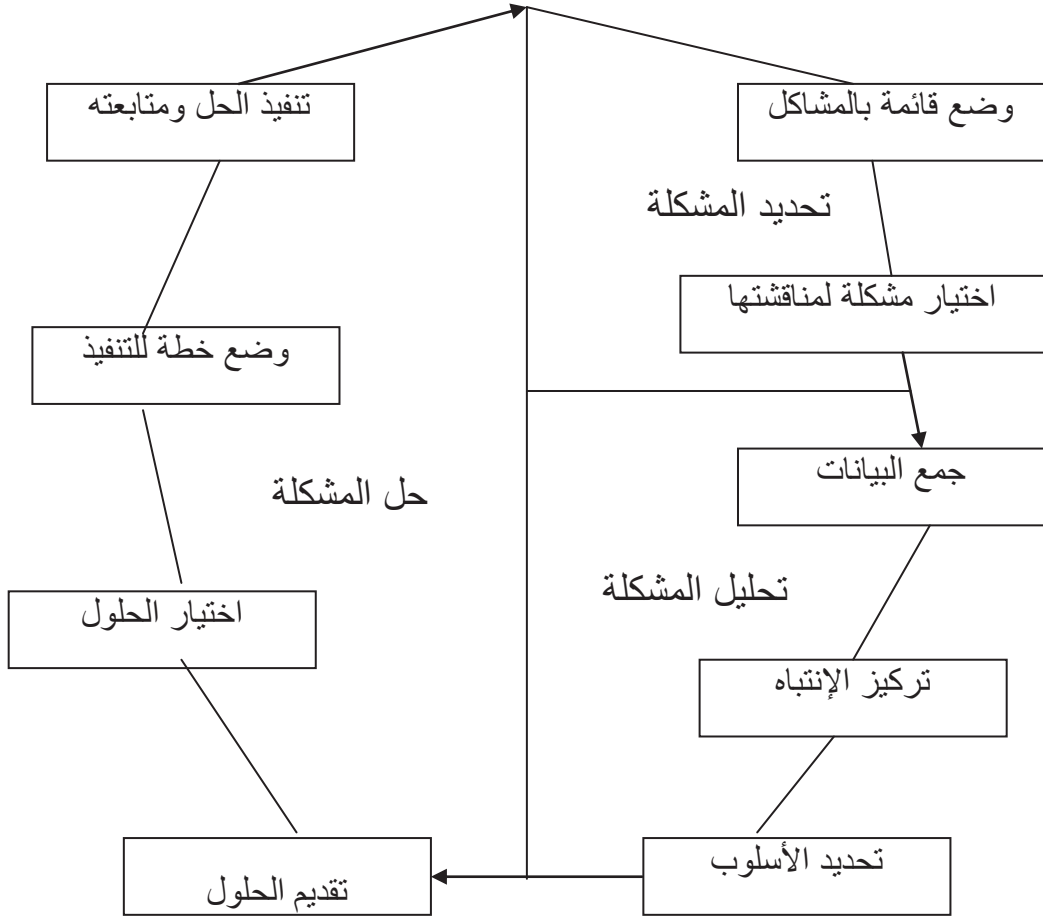 تنفيذ الحل ومتابعته
وضع قائمة بالمشاكل
تحديد المشكلة
اختيار مشكلة لمناقشتها
وضع خطة للتنفيذ
جمع البيانات
حل المشكلة
تحليل المشكلة
اختيار الحلول
تركيز الإنتباه
تحديد الأسلوب
تقديم الحلول